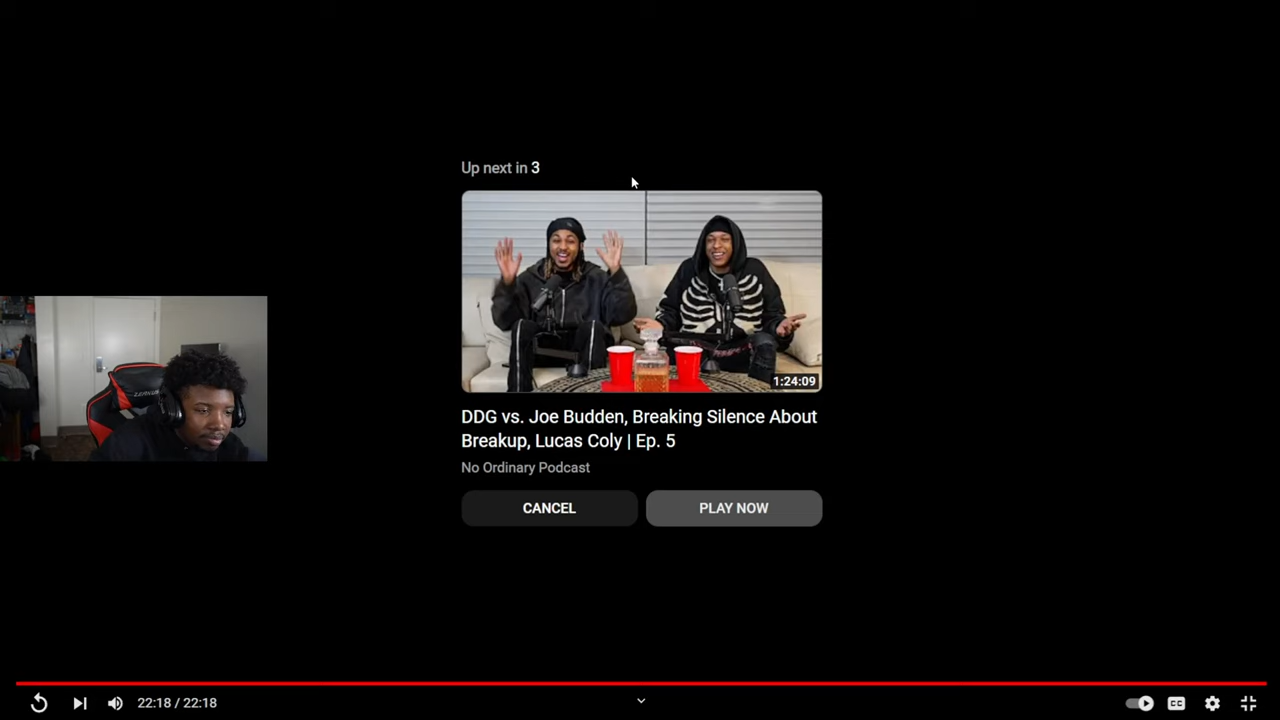 Up next in 3
1:24:09
DDG vs. Joe Budden, Breaking Silence About
Breakup, Lucas Coly | Ep. 5
No Ordinary Podcast
CANCEL
PLAY NOW
22:18 / 22:18
CC